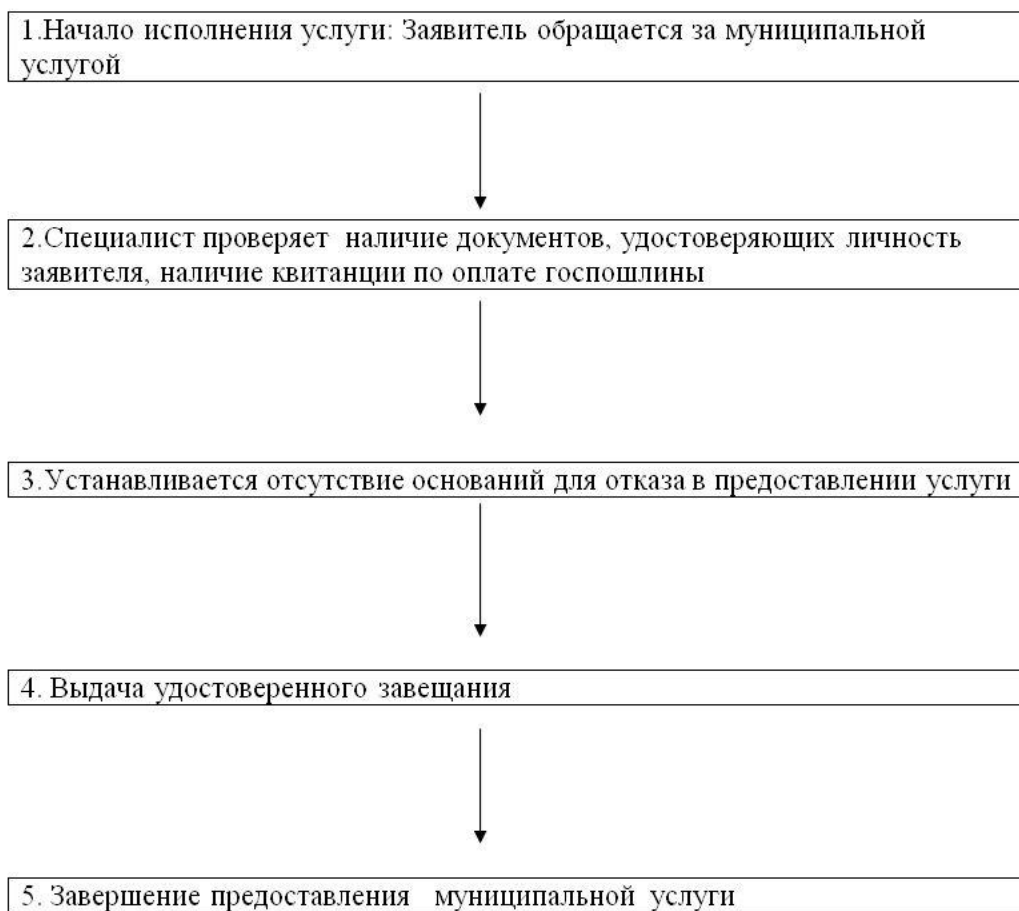 1.Начало исполнения услуги: Заявитель обращается за муниципальной
услугой
2.Специалист проверяет наличие документов, удостоверяющих личность
заявителя, наличие квитанции по оплате госпошлины
3.Устанавливается отсутствие оснований для отказа в предоставлении услуги
4. Выдача удостоверенного завещания
5. Завершение предоставления муниципальной услуги